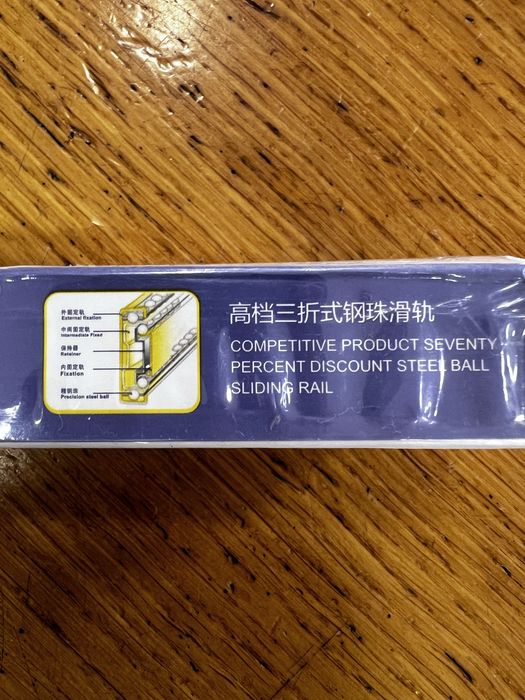 外固定轨
External fixation
中间固定轨
Intermediate Fixed
保持器
Retainer
内固定轨
Fixation
精钢珠
Precision steel ball
高档三折式钢珠滑轨
COMPETITIVE PRODUCT SEVENTY
PERCENT DISCOUNT STEEL BALL
SLIDING RAIL